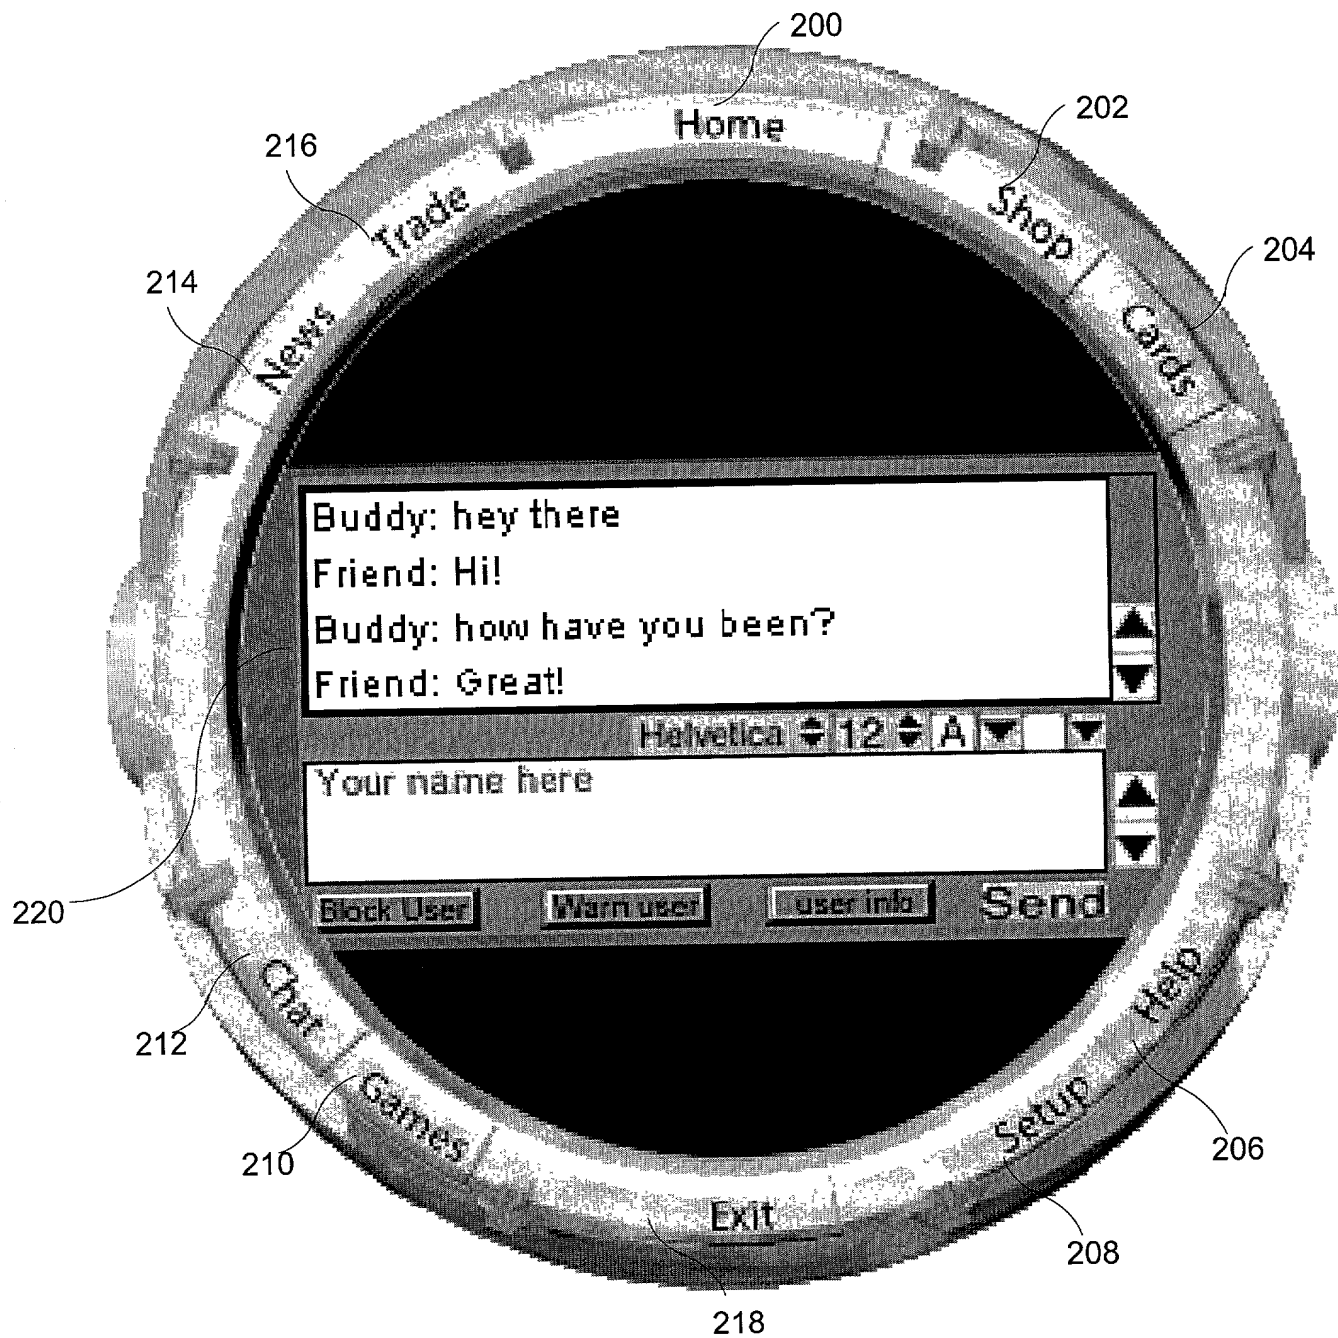 200
Home
202
Shop
216
Trade
204
Cards
214
News
Buddy: hey there
Friend: Hi!
Buddy: how have you been?
Friend: Great!
Helvetica 12 A
Your name here
220
Block User Warn user user info Send
Chat
212
Help
206
Games
210
Setup
208
Exit
218